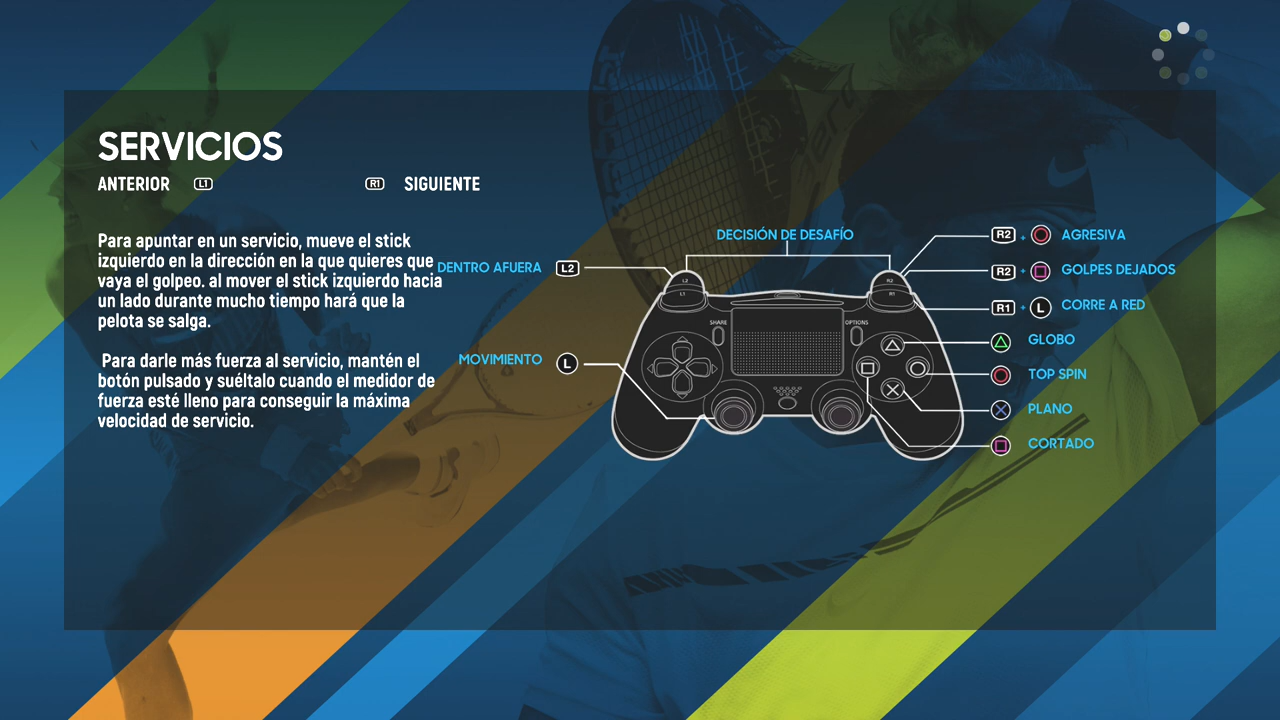 SERVICIOS
ANTERIOR L1 R1 SIGUIENTE
Para apuntar en un servicio, mueve el stick
izquierdo en la dirección en la que quieres que
vaya el golpeo. al mover el stick izquierdo hacia
un lado durante mucho tiempo hará que la
pelota se salga.
Para darle más fuerza al servicio, mantén el
botón pulsado y suéltalo cuando el medidor de
fuerza esté lleno para conseguir la máxima
velocidad de servicio.
DECISIÓN DE DESAFÍO
DENTRO AFUERA L2
MOVIMIENTO L
L2
L1
R2
R1
SHARE
OPTIONS
R2 + AGRESIVA
R2 + GOLPES DEJADOS
R1 + L CORRE A RED
GLOBO
TOP SPIN
PLANO
CORTADO